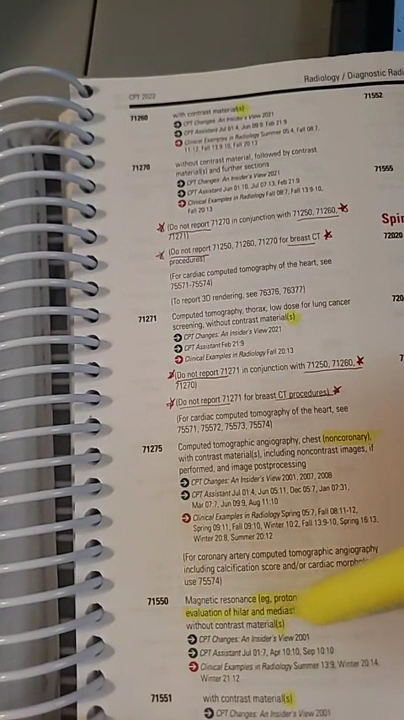 CPT 2022
Radiology / Diagnostic Radi
71260 with contrast material(s)
CPT Changes: An Insider's View 2021
CPT Assistant Jul 01:4, Jun 09:9, Feb 21:9
Clinical Examples in Radiology Summer 05:4, Fall 08:1,
11-12, Fall 13:9-10, Fall 20:13
71270 without contrast material, followed by contrast
material(s) and further sections
CPT Changes: An Insider's View 2021
CPT Assistant Jun 01:10, Jul 07:13, Feb 21:9
Clinical Examples in Radiology Fall 08:7, Fall 13:9-10,
Fall 20:13
(Do not report 71270 in conjunction with 71250, 71260,
71271)
(Do not report 71250, 71260, 71270 for breast CT
procedures)
(For cardiac computed tomography of the heart, see
75571-75574)
(To report 3D rendering, see 76376, 76377)
71271 Computed tomography, thorax, low dose for lung cancer
screening, without contrast material(s)
CPT Changes: An Insider's View 2021
CPT Assistant Feb 21:9
Clinical Examples in Radiology Fall 20:13
(Do not report 71271 in conjunction with 71250, 71260,
71270)
(Do not report 71271 for breast CT procedures)
(For cardiac computed tomography of the heart, see
75571, 75572, 75573, 75574)
71275 Computed tomographic angiography, chest (noncoronary),
with contrast material(s), including noncontrast images, if
performed, and image postprocessing
CPT Changes: An Insider's View 2001, 2007, 2008
CPT Assistant Jul 01:4, Jun 05:11, Dec 05:7, Jan 07:31,
Mar 07:7, Jun 09:9, Aug 11:10
Clinical Examples in Radiology Spring 05:7, Fall 08:11-12,
Spring 09:11, Fall 09:10, Winter 10:2, Fall 13:9-10, Spring 16:13,
Winter 20:8, Summer 20:12
(For coronary artery computed tomographic angiography
including calcification score and/or cardiac morpho
use 75574)
71550 Magnetic resonance (eg, proton
evaluation of hilar and medias
without contrast material(s)
CPT Changes: An Insider's View 2001
CPT Assistant Jul 01:7, Apr 10:10, Sep 10:10
Clinical Examples in Radiology Summer 13:9, Winter 20:14,
Winter 21:12
71551 with contrast material(s)
CPT Changes: An Insider's View 2001
71552
71555
Spin
72020
720